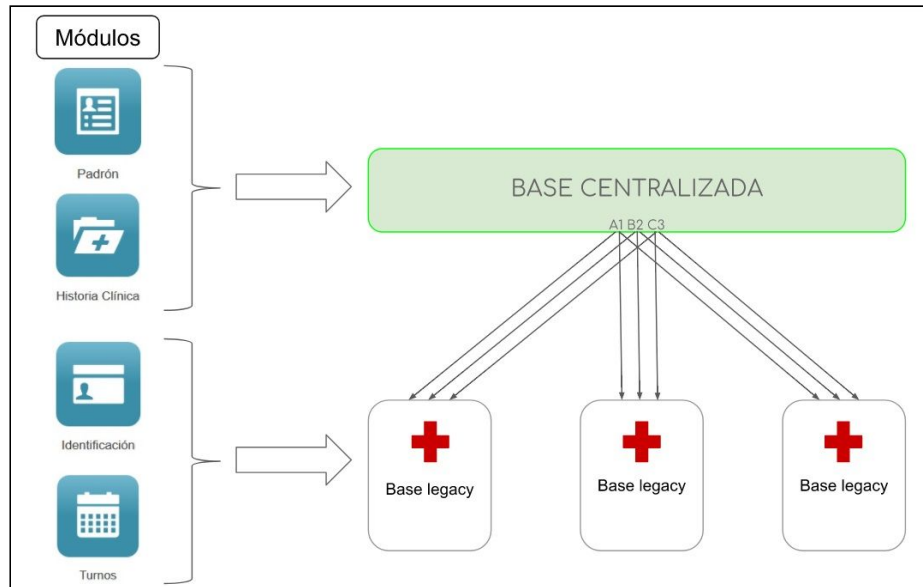 Módulos
Padrón
Historia Clínica
Identificación
Turnos
BASE CENTRALIZADA
A1 B2 C3
Base legacy
Base legacy
Base legacy